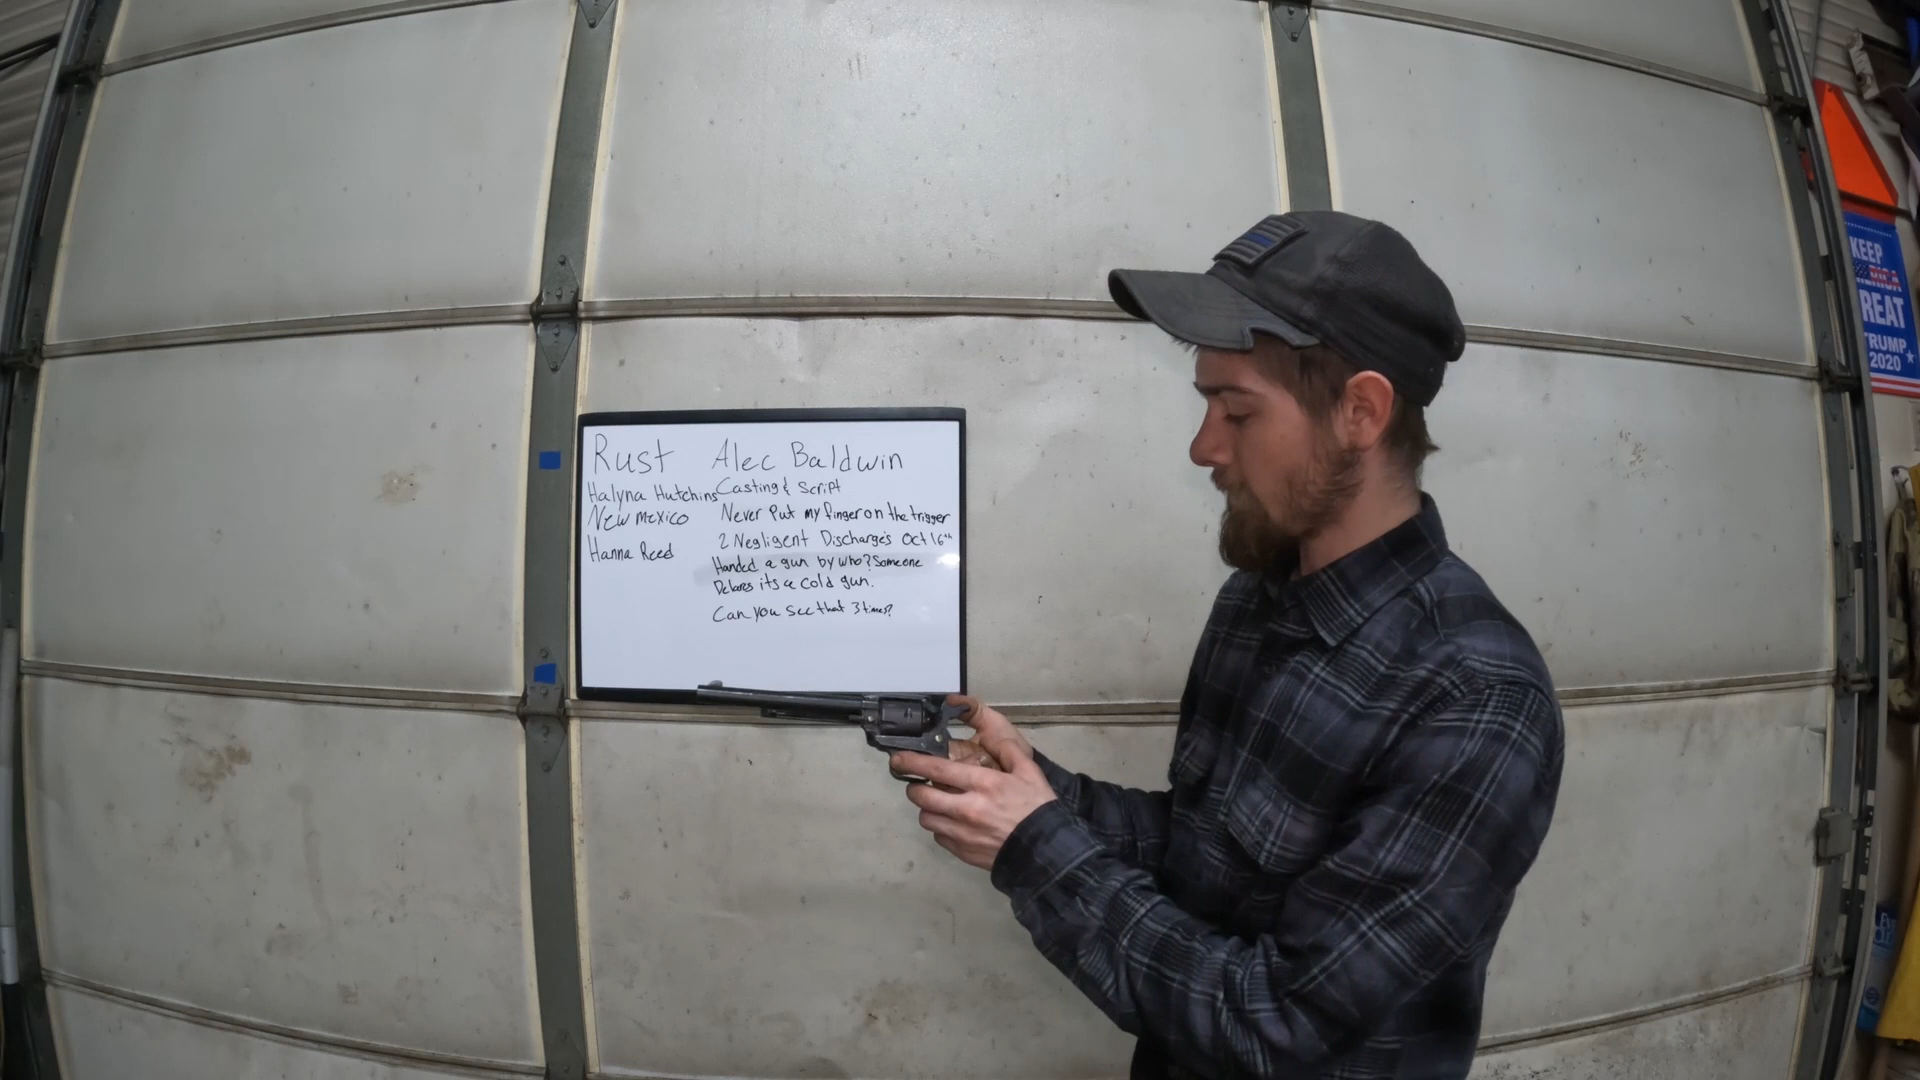 Rust Alec Baldwin
Halyna Hutchins Casting & Script
New Mexico Never Put my finger on the trigger
Hanna Reed 2 Negligent Discharge's Oct 16th
Handed a gun by who? Someone
Delares its a cold gun.
Can you see that 3 times?
KEEP
AMERICA
REAT
TRUMP
2020